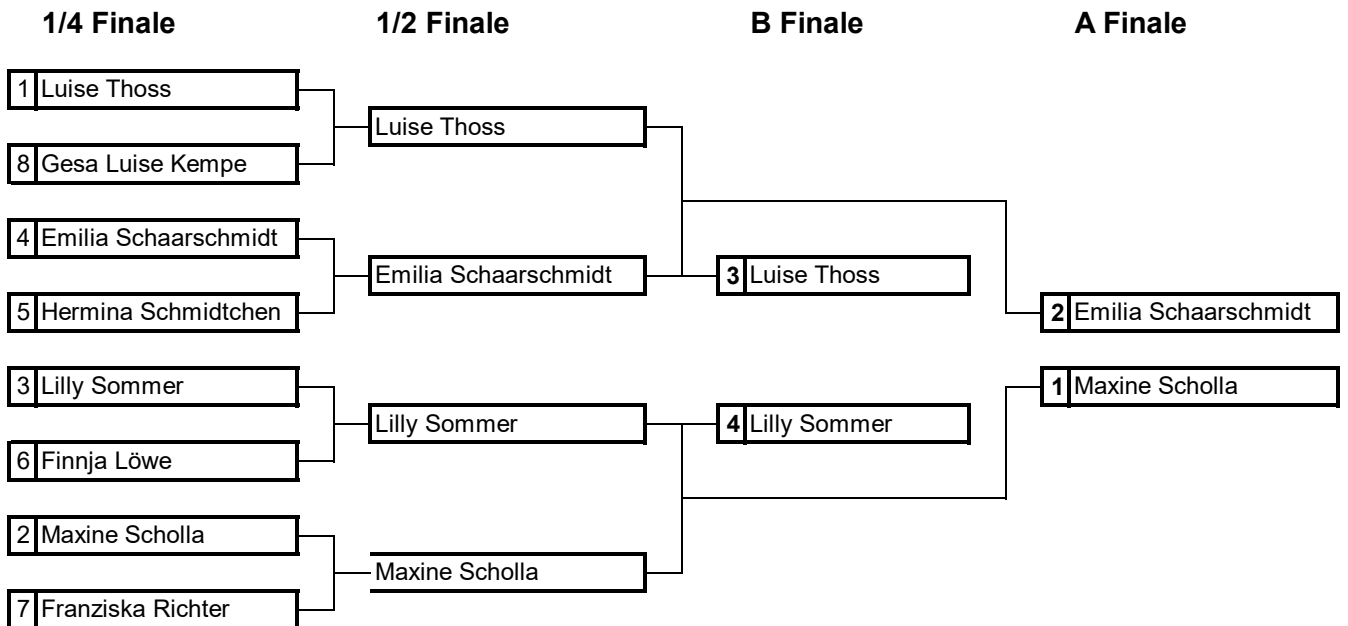 1/4 Finale 1/2 Finale B Finale A Finale
1 Luise Thoss
Luise Thoss
8 Gesa Luise Kempe
4 Emilia Schaarschmidt
Emilia Schaarschmidt 3 Luise Thoss
5 Hermina Schmidtchen 2 Emilia Schaarschmidt
3 Lilly Sommer 1 Maxine Scholla
Lilly Sommer 4 Lilly Sommer
6 Finnja Löwe
2 Maxine Scholla
Maxine Scholla
7 Franziska Richter